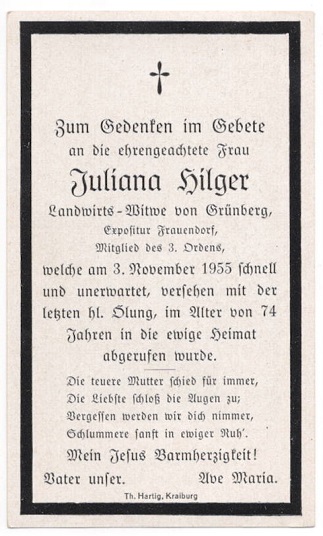 Zum Gedenken im Gebete
an die ehrengeachtete Frau
Juliana Hilger
Landwirts-Witwe von Grünberg,
Expositur Frauendorf,
Mitglied des 3. Ordens,
welche am 3. November 1955 schnell
und unerwartet, versehen mit der
letzten hl. Ölung, im Alter von 74
Jahren in die ewige Heimat
abgerufen wurde.
Die teuere Mutter schied für immer,
Die Liebste schloß die Augen zu;
Vergessen werden wir dich nimmer,
Schlummere sanft in ewiger Ruh'.
Mein Jesus Barmherzigkeit!
Vater unser. Ave Maria.
Th. Hartig, Kraiburg